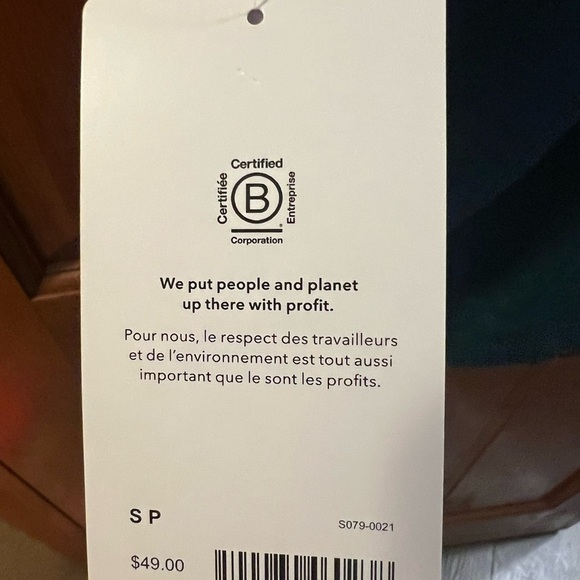 Certified
Certifiée
B
®
Entreprise
Corporation
We put people and planet
up there with profit.
Pour nous, le respect des travailleurs
et de l'environnement est tout aussi
important que le sont les profits.
S P
S079-0021
$49.00